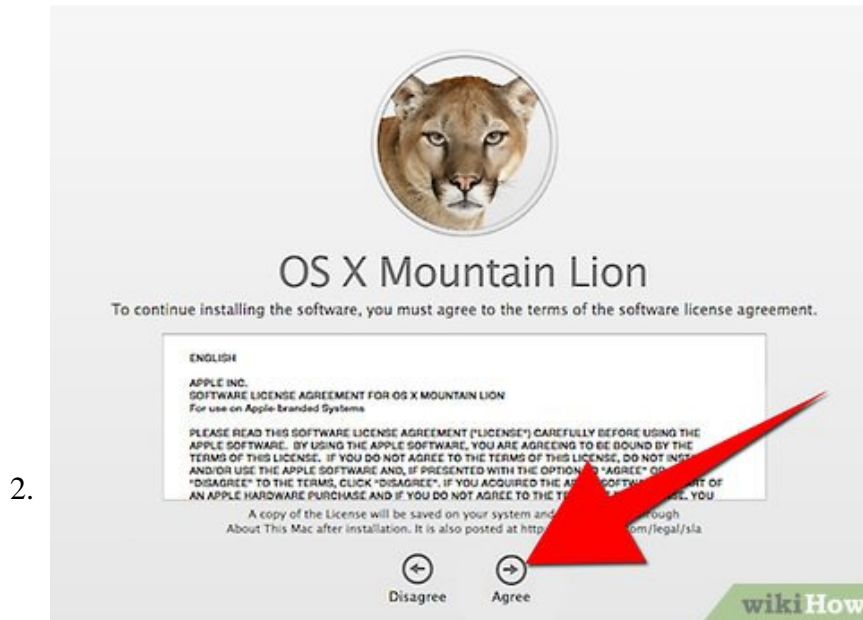 OS X Mountain Lion
To continue installing the software, you must agree to the terms of the software license agreement.
ENGLISH
APPLE INC.
SOFTWARE LICENSE AGREEMENT FOR OS X MOUNTAIN LION
For use on Apple-branded Systems
PLEASE READ THIS SOFTWARE LICENSE AGREEMENT ("LICENSE") CAREFULLY BEFORE USING THE
APPLE SOFTWARE. BY USING THE APPLE SOFTWARE, YOU ARE AGREEING TO BE BOUND BY THE
TERMS OF THIS LICENSE. IF YOU DO NOT AGREE TO THE TERMS OF THIS LICENSE, DO NOT
AND/OR USE THE APPLE SOFTWARE AND, IF PRESENTED WITH THE OPTION "AGREE"
2.
"DISAGREE" TO THE TERMS, CLICK "DISAGREE". IF YOU ACQUIRED THE OF
AN APPLE HARDWARE PURCHASE AND IF YOU DO NOT AGREE TO THE YOU
A copy of the License will be saved on your system and
About This Mac after installation. It is also posted at /legal/sla
Disagree
Agree
wikiHow